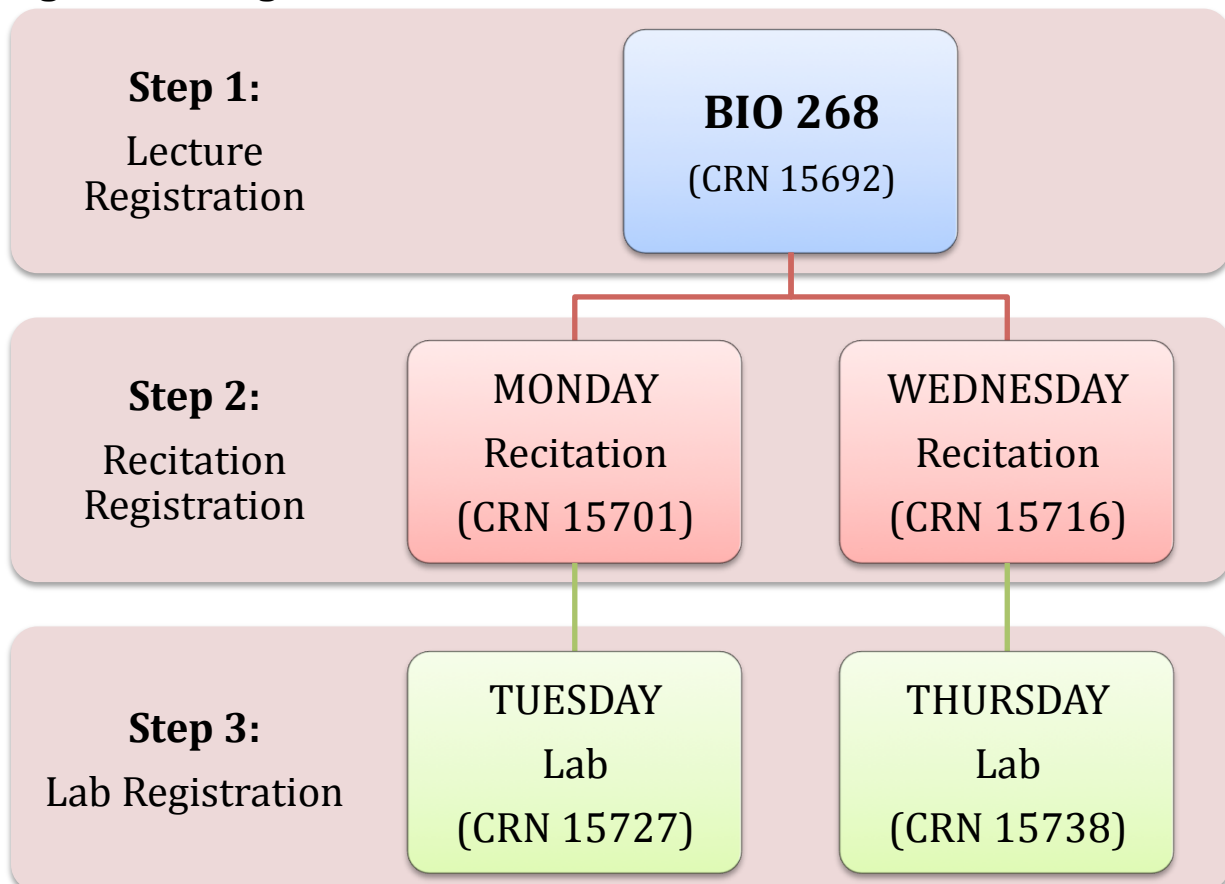 Step 1:
Lecture
Registration
BIO 268
(CRN 15692)
Step 2:
Recitation
Registration
MONDAY
Recitation
(CRN 15701)
WEDNESDAY
Recitation
(CRN 15716)
Step 3:
Lab Registration
TUESDAY
Lab
(CRN 15727)
THURSDAY
Lab
(CRN 15738)